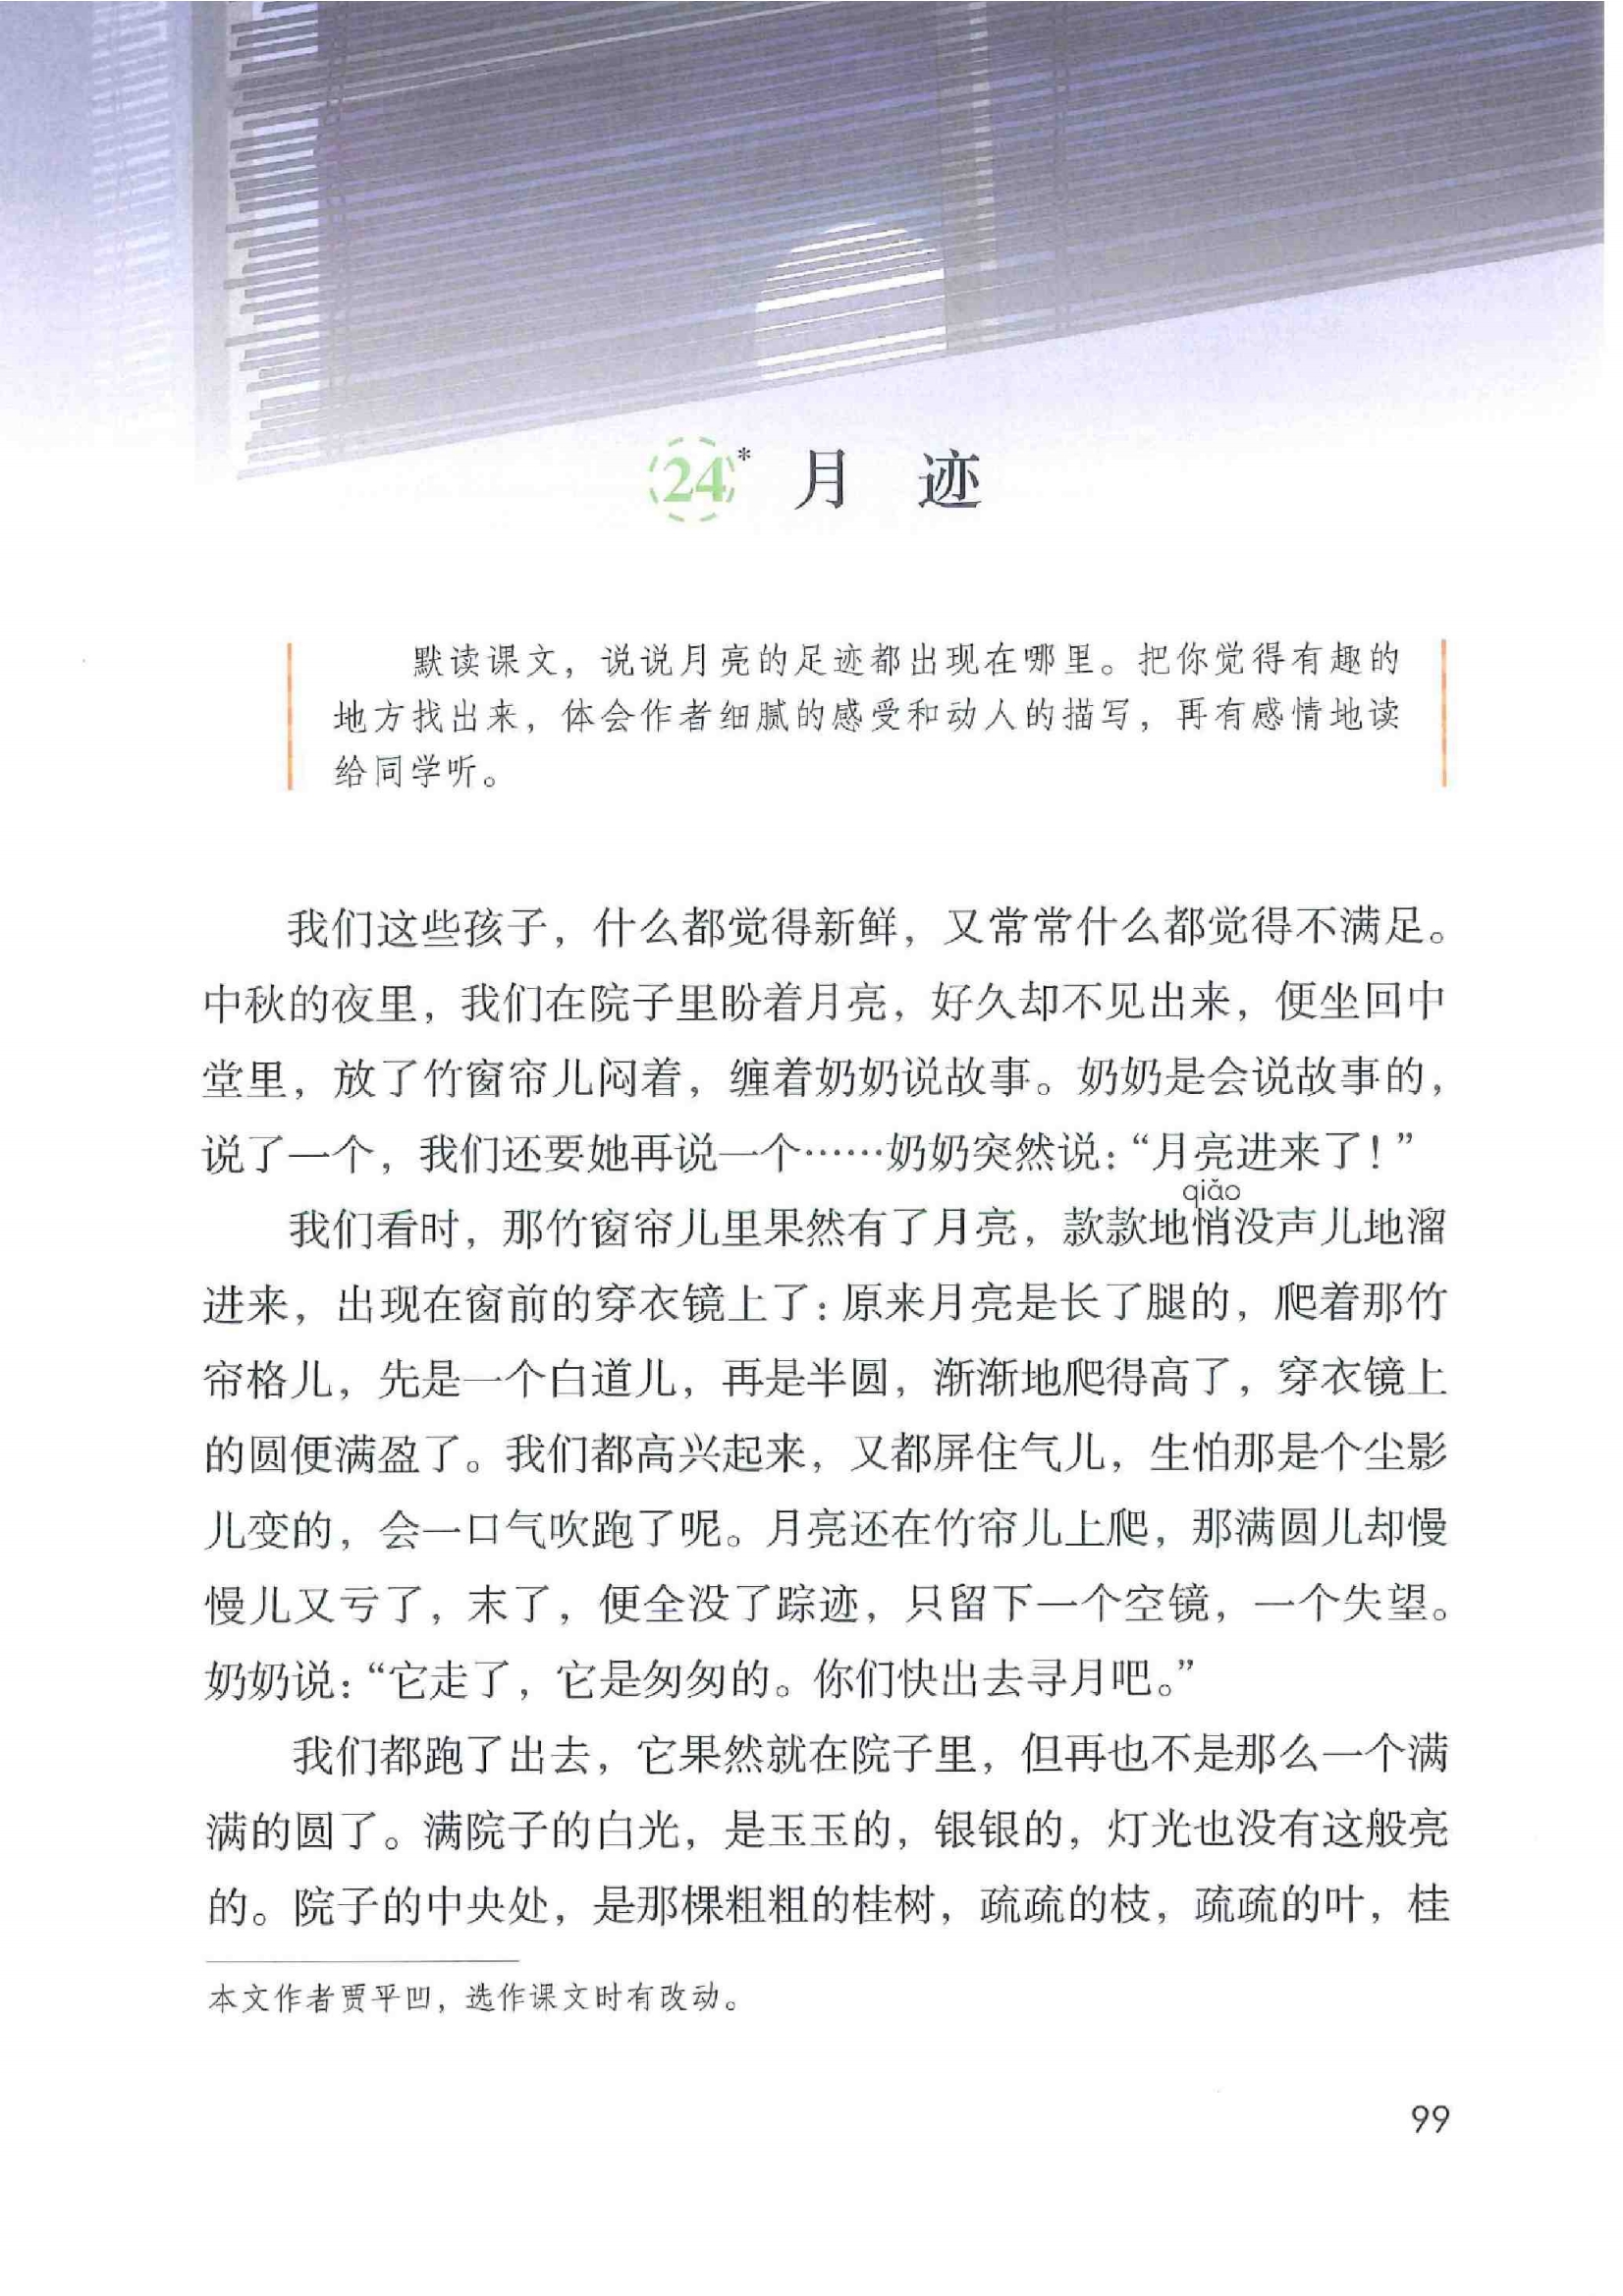 24* 月迹
默读课文，说说月亮的足迹都出现在哪里。把你觉得有趣的
地方找出来，体会作者细腻的感受和动人的描写，再有感情地读
给同学听。
我们这些孩子，什么都觉得新鲜，又常常什么都觉得不满足。
中秋的夜里，我们在院子里盼着月亮，好久却不见出来，便坐回中
堂里，放了竹窗帘儿闷着，缠着奶奶说故事。奶奶是会说故事的，
说了一个，我们还要她再说一个……奶奶突然说：“月亮进来了！”
qiǎo
我们看时，那竹窗帘儿里果然有了月亮，款款地悄没声儿地溜
进来，出现在窗前的穿衣镜上了：原来月亮是长了腿的，爬着那竹
帘格儿，先是一个白道儿，再是半圆，渐渐地爬得高了，穿衣镜上
的圆便满盈了。我们都高兴起来，又都屏住气儿，生怕那是个尘影
儿变的，会一口气吹跑了呢。月亮还在竹帘儿上爬，那满圆儿却慢
慢儿又亏了，末了，便全没了踪迹，只留下一个空镜，一个失望。
奶奶说：“它走了，它是匆匆的。你们快出去寻月吧。”
我们都跑了出去，它果然就在院子里，但再也不是那么一个满
满的圆了。满院子的白光，是玉玉的，银银的，灯光也没有这般亮
的。院子的中央处，是那棵粗粗的桂树，疏疏的枝，疏疏的叶，桂
本文作者贾平凹，选作课文时有改动。
99